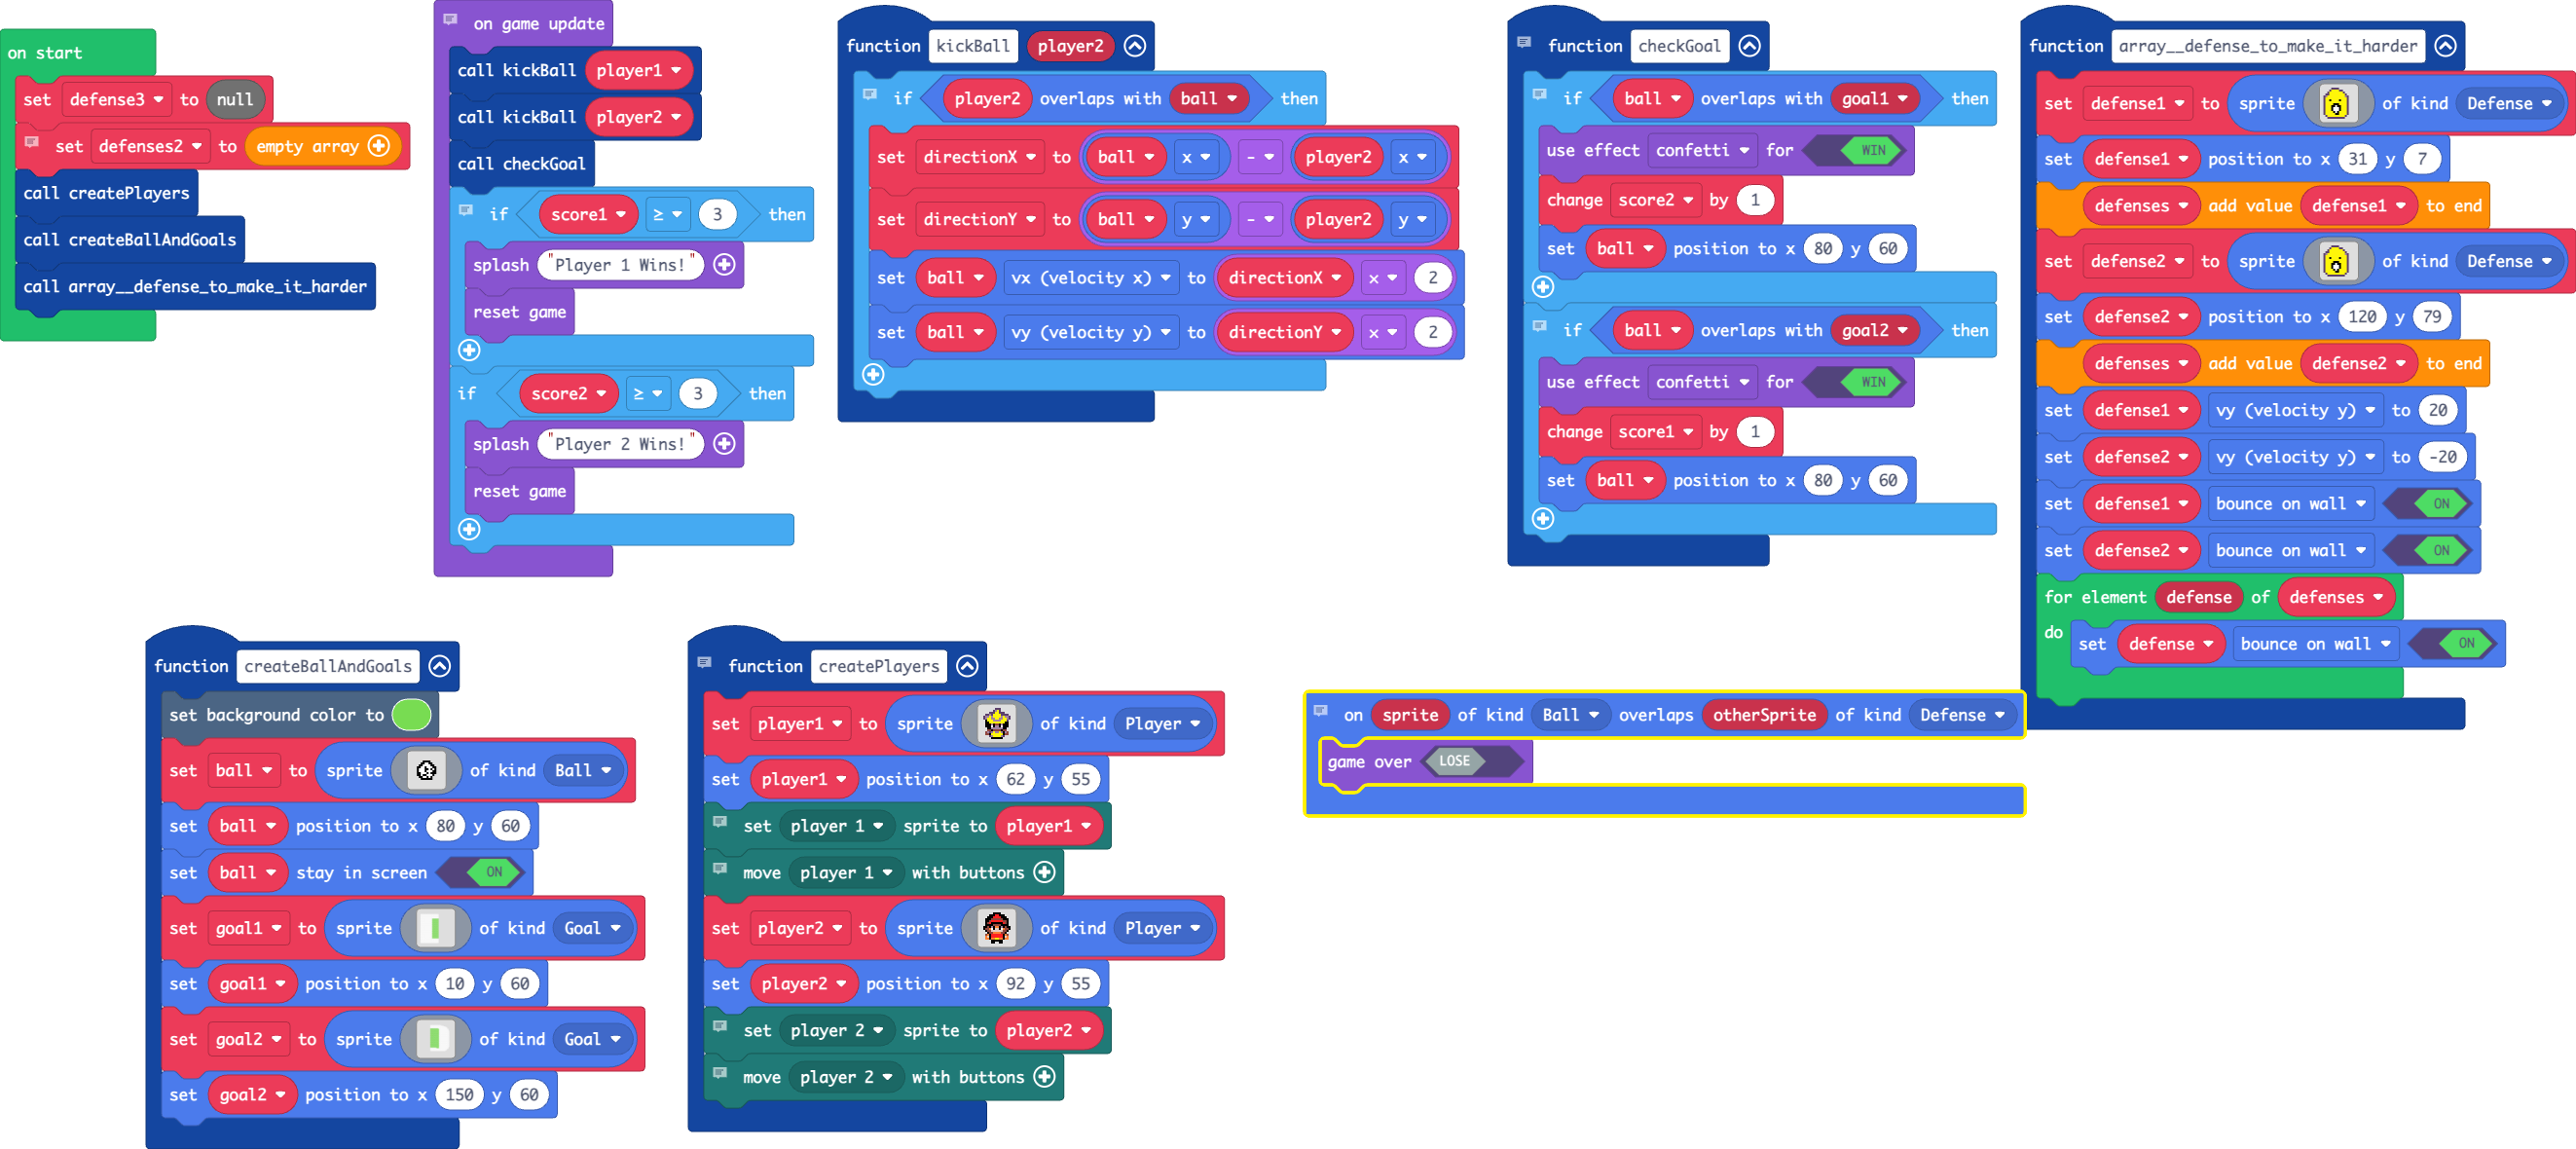 on start
set defense3 to null
set defenses2 to empty array
call createPlayers
call createBallAndGoals
call array__defense_to_make_it_harder
on game update
call kickBall player1
call kickBall player2
call checkGoal
if score1 ≥ 3 then
splash "Player 1 Wins!"
reset game
if score2 ≥ 3 then
splash "Player 2 Wins!"
reset game
function kickBall player2
if player2 overlaps with ball then
set directionX to ball x - player2 x
set directionY to ball y - player2 y
set ball vx (velocity x) to directionX x 2
set ball vy (velocity y) to directionY x 2
function checkGoal
if ball overlaps with goal1 then
use effect confetti for WIN
change score2 by 1
set ball position to x 80 y 60
if ball overlaps with goal2 then
use effect confetti for WIN
change score1 by 1
set ball position to x 80 y 60
function array__defense_to_make_it_harder
set defense1 to sprite of kind Defense
set defense1 position to x 31 y 7
defenses add value defense1 to end
set defense2 to sprite of kind Defense
set defense2 position to x 120 y 79
defenses add value defense2 to end
set defense1 vy (velocity y) to 20
set defense2 vy (velocity y) to -20
set defense1 bounce on wall ON
set defense2 bounce on wall ON
for element defense of defenses
do set defense bounce on wall ON
function createBallAndGoals
set background color to
set ball to sprite of kind Ball
set ball position to x 80 y 60
set ball stay in screen ON
set goal1 to sprite of kind Goal
set goal1 position to x 10 y 60
set goal2 to sprite of kind Goal
set goal2 position to x 150 y 60
function createPlayers
set player1 to sprite of kind Player
set player1 position to x 62 y 55
set player 1 sprite to player1
move player 1 with buttons
set player2 to sprite of kind Player
set player2 position to x 92 y 55
set player 2 sprite to player2
move player 2 with buttons
on sprite of kind Ball overlaps otherSprite of kind Defense
game over LOSE